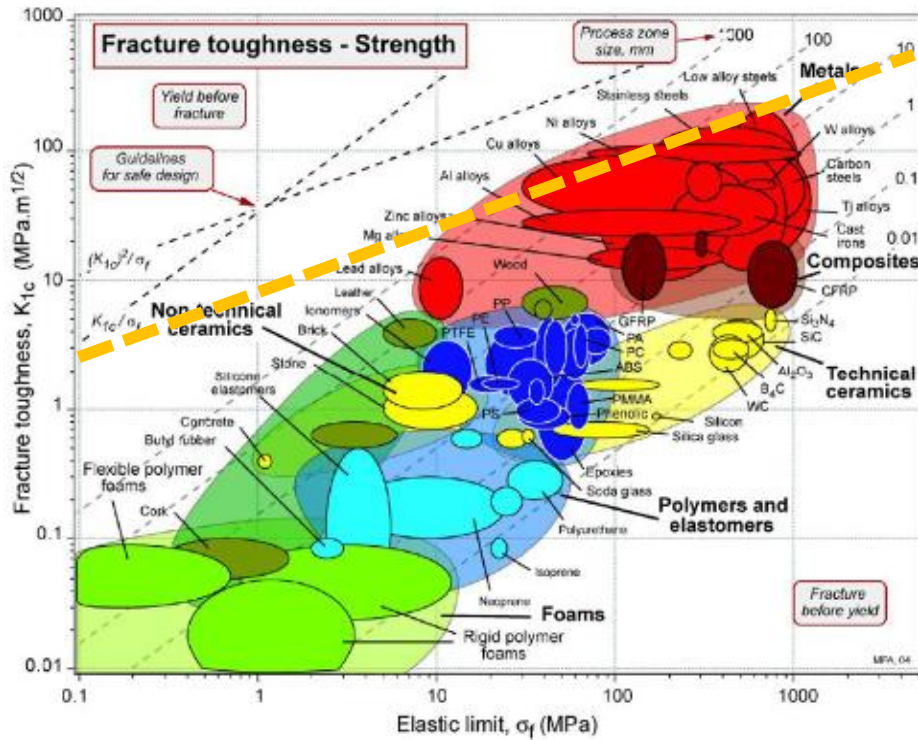 Fracture toughness - Strength
Process zone
size, mm
1000
100
10
1
0.1
0.01
Yield before
fracture
Guidelines
for safe design
(K1c)²/σf
K1c/σf
Low alloy steels
Metals
Stainless steels
Ni alloys
W alloys
Cu alloys
Carbon
steels
Al alloys
Ti alloys
Zinc alloys
Cast
irons
Mg alloys
Composites
CFRP
Lead alloys
Wood
Leather
Non-technical
ceramics
Ionomers
Brick
Stone
PP
PE
PTFE
GFRP
PA
PC
ABS
Si3N4
SiC
Al2O3
Technical
ceramics
B4C
WC
Silicone
elastomers
PMMA
PS
Phenolic
Silicon
Silica glass
Concrete
Butyl rubber
Flexible polymer
foams
Cork
Epoxies
Soda glass
Polymers and
elastomers
Polyurethane
Isoprene
Neoprene
Foams
Rigid polymer
foams
Fracture
before yield
MFA, 04
1000
100
10
1
0.1
0.01
Fracture toughness, K1c (MPa.m1/2)
0.1
1
10
100
1000
Elastic limit, σf (MPa)